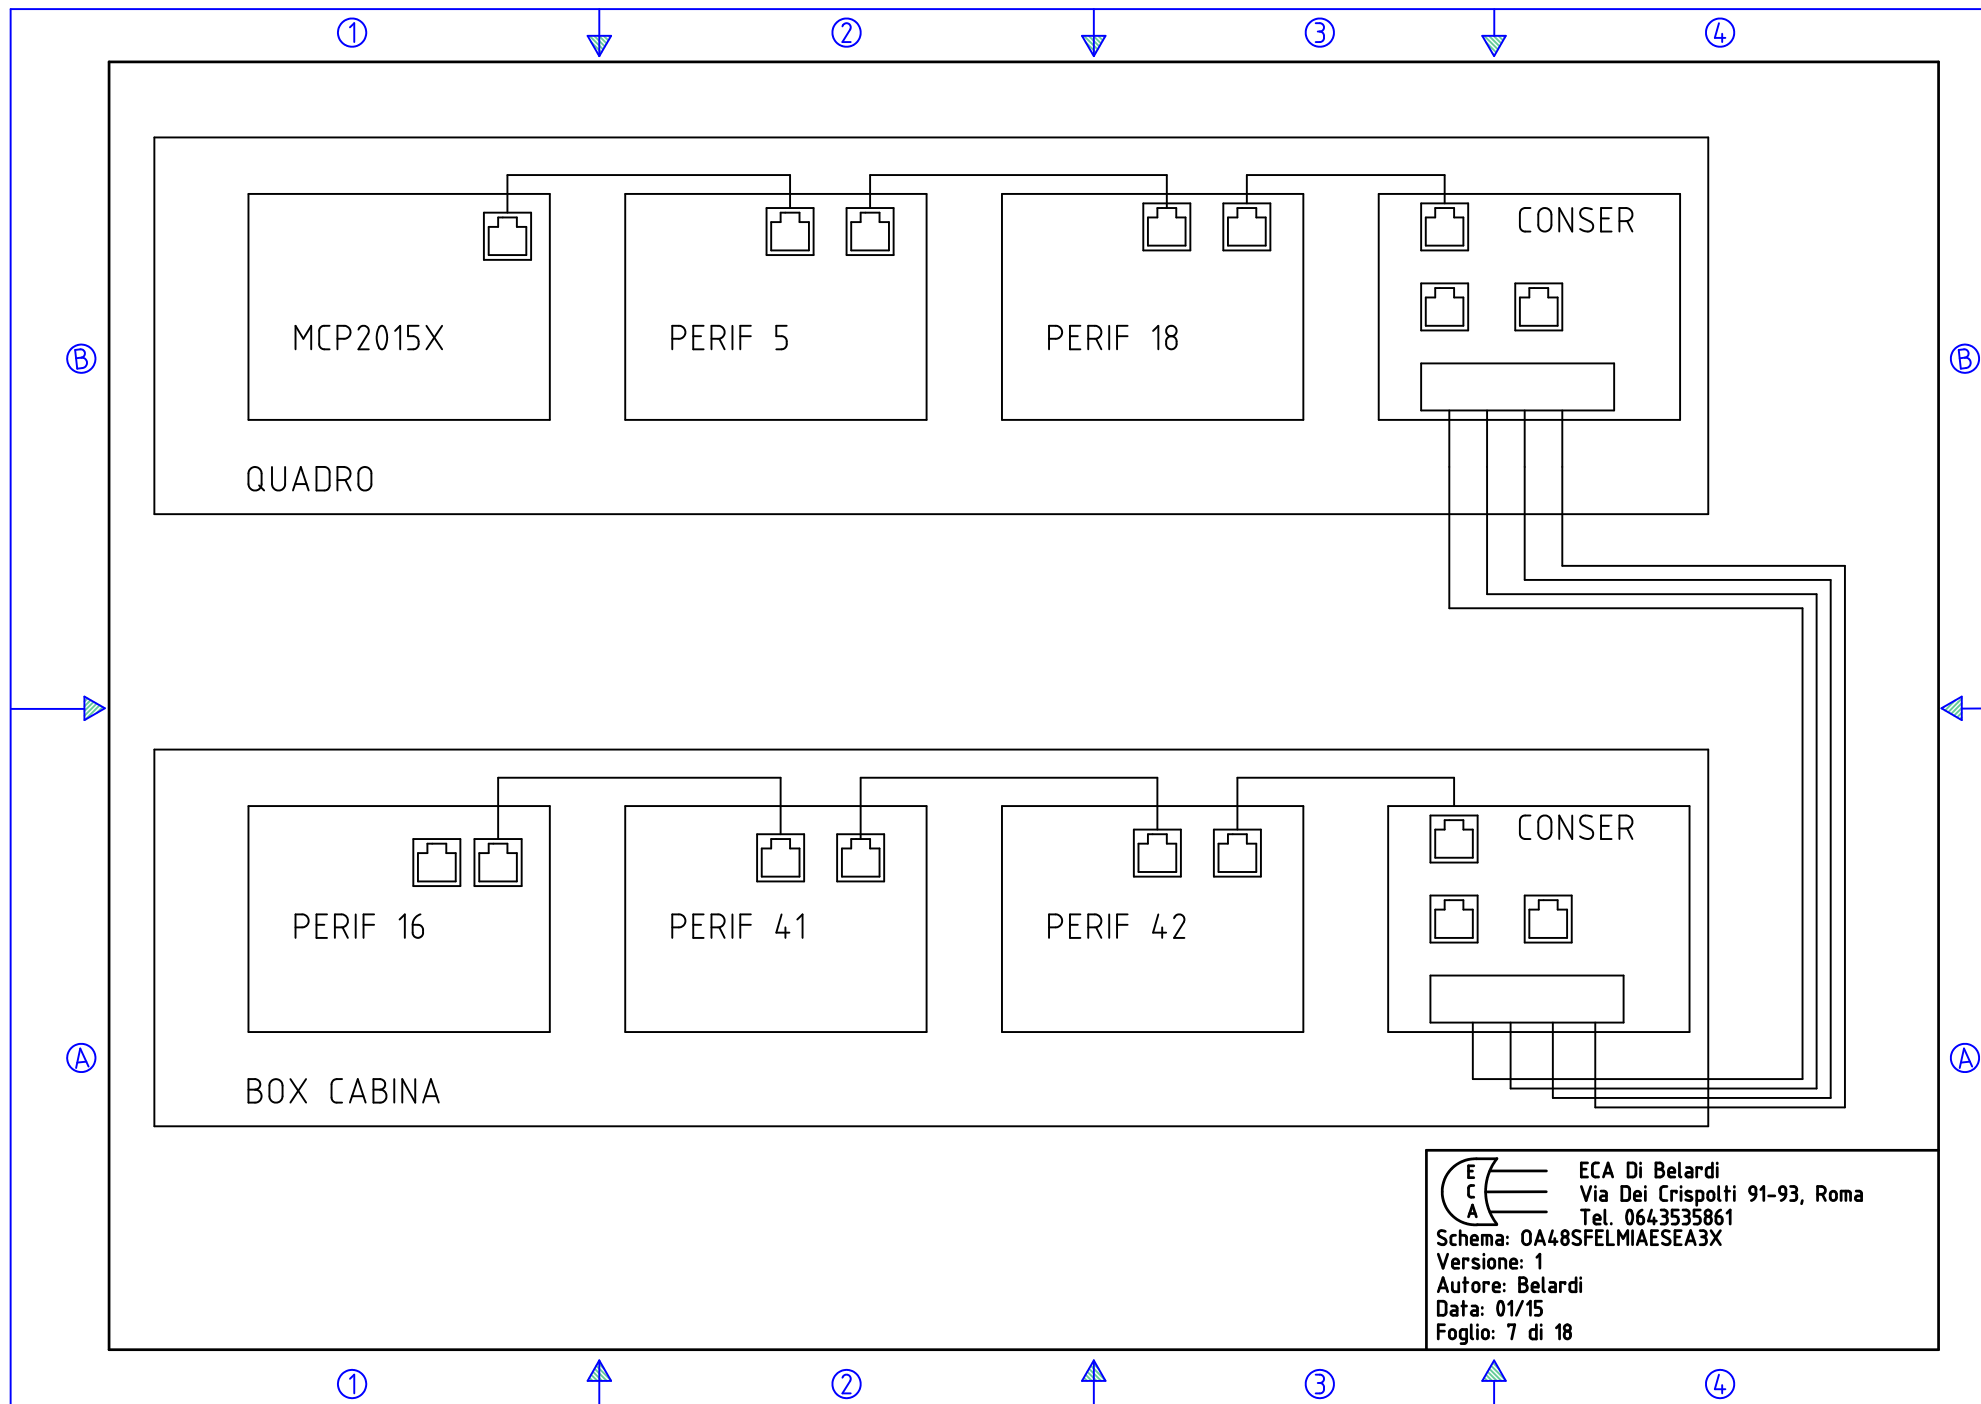 1 2 3 4
CONSER
MCP2015X PERIF 5 PERIF 18
B B
QUADRO
CONSER
PERIF 16 PERIF 41 PERIF 42
A A
BOX CABINA
E
C
A
ECA Di Belardi
Via Dei Crispolti 91-93, Roma
Tel. 0643535861
Schema: OA48SFELMIAESEA3X
Versione: 1
Autore: Belardi
Data: 01/15
Foglio: 7 di 18
1 2 3 4